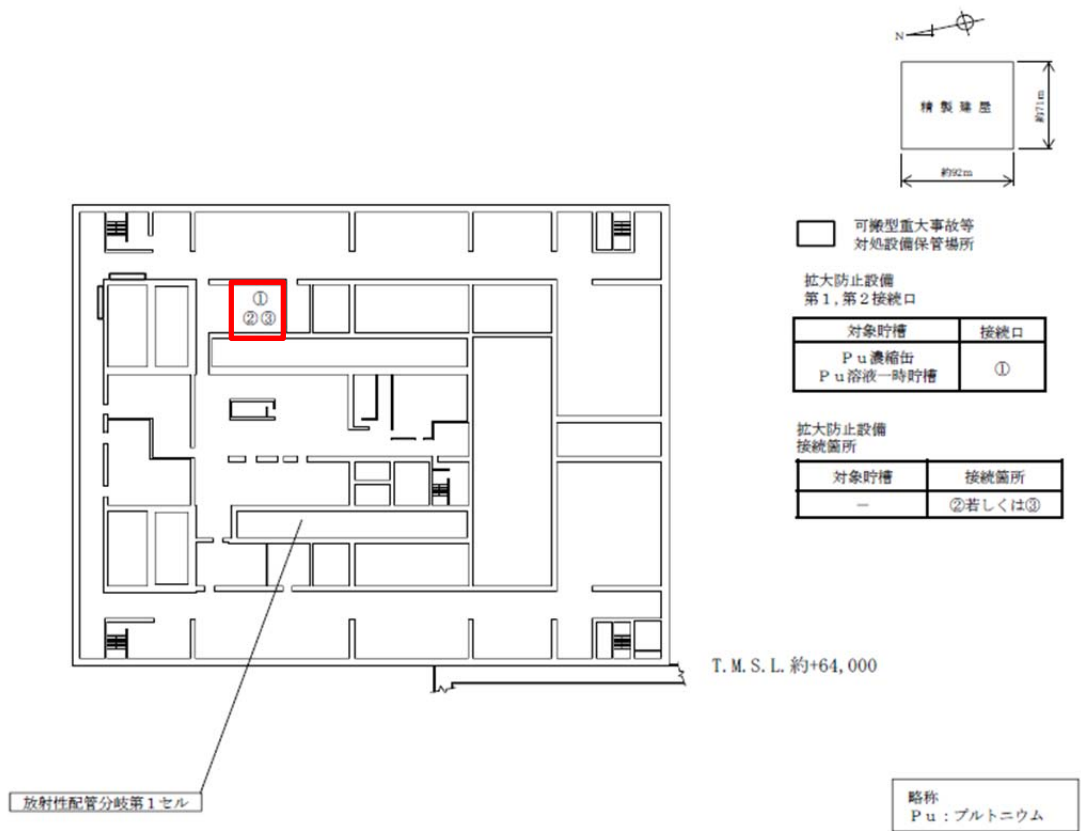 N
精製建屋
約71m
約92m
可搬型重大事故等
対処設備保管場所
拡大防止設備
第1,第2接続口
対象貯槽 接続口
Pu濃縮缶
Pu溶液一時貯槽
①
拡大防止設備
接続箇所
対象貯槽 接続箇所
- ②若しくは③
①
②③
T.M.S.L.約+64,000
放射性配管分岐第1セル
略称
Pu:プルトニウム